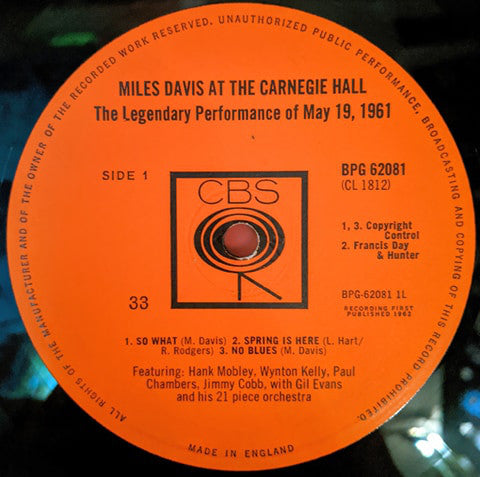 ALL RIGHTS OF THE MANUFACTURER AND OF THE OWNER OF THE RECORDED WORK RESERVED. UNAUTHORIZED PUBLIC PERFORMANCE, BROADCASTING AND COPYING OF THIS RECORD PROHIBITED.
MILES DAVIS AT THE CARNEGIE HALL
The Legendary Performance of May 19, 1961
SIDE 1
CBS
BPG 62081
(CL 1812)
1, 3. Copyright
Control
2. Francis Day
& Hunter
33
BPG-62081 1L
RECORDING FIRST
PUBLISHED 1962
1. SO WHAT (M. Davis) 2. SPRING IS HERE (L. Hart/
R. Rodgers) 3. NO BLUES (M. Davis)
Featuring: Hank Mobley, Wynton Kelly, Paul
Chambers, Jimmy Cobb, with Gil Evans
and his 21 piece orchestra
MADE IN ENGLAND